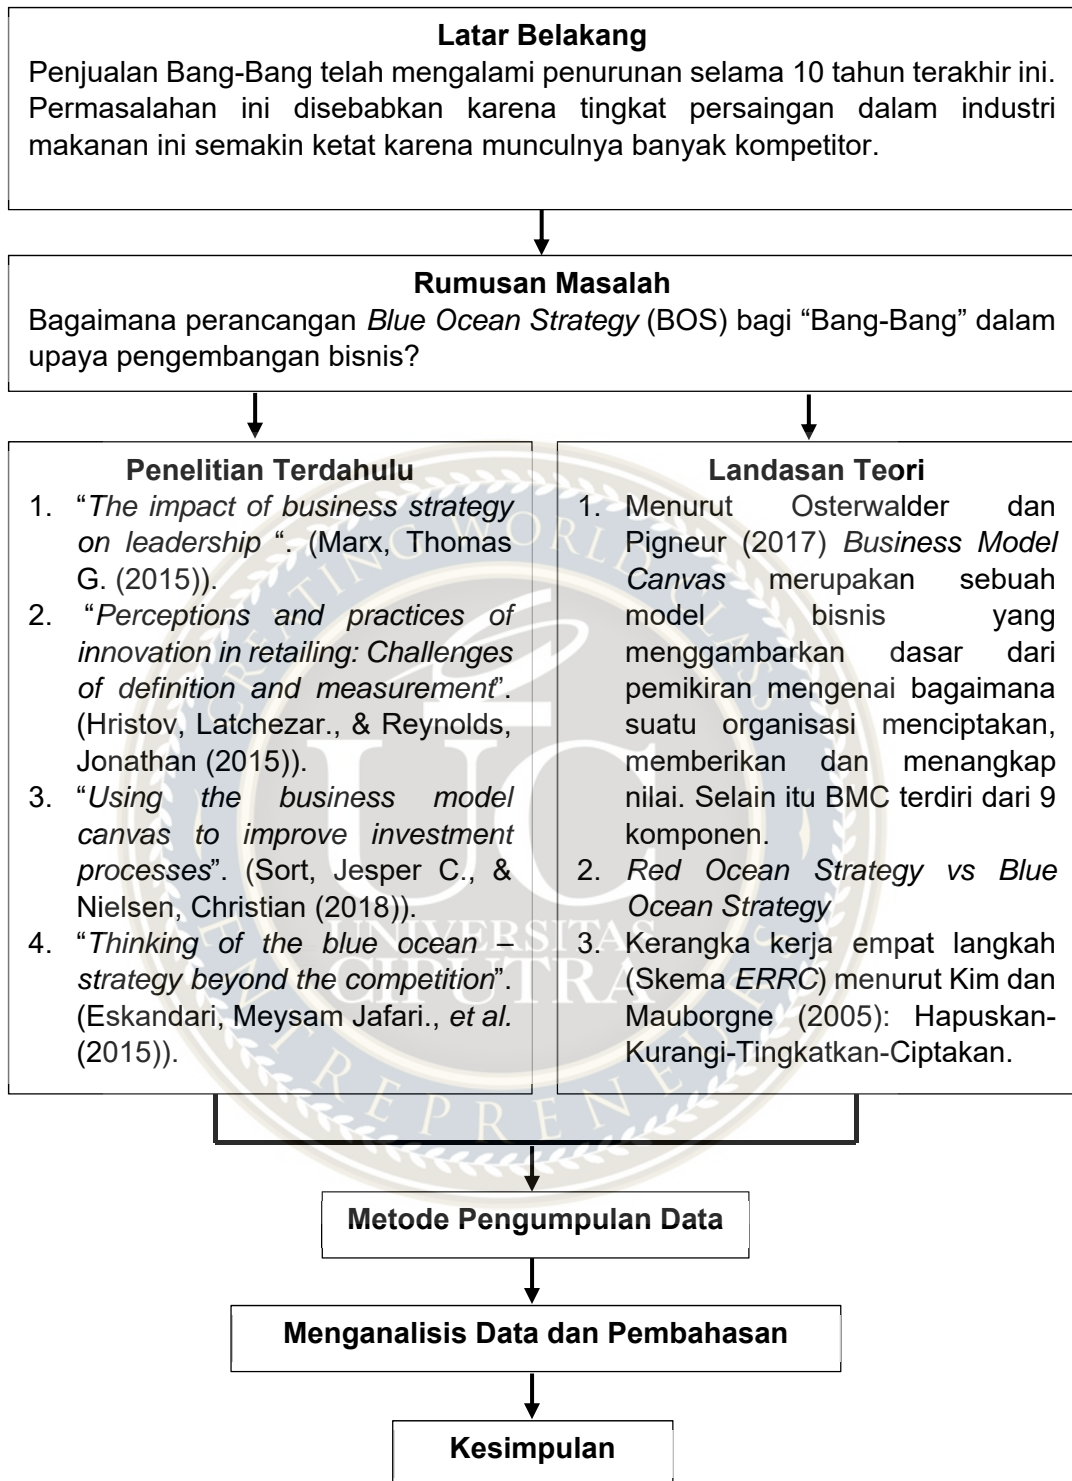 Latar Belakang
Penjualan Bang-Bang telah mengalami penurunan selama 10 tahun terakhir ini.
Permasalahan ini disebabkan karena tingkat persaingan dalam industri
makanan ini semakin ketat karena munculnya banyak kompetitor.
Rumusan Masalah
Bagaimana perancangan Blue Ocean Strategy (BOS) bagi “Bang-Bang” dalam
upaya pengembangan bisnis?
Penelitian Terdahulu
1. “The impact of business strategy
on leadership “. (Marx, Thomas
G. (2015)).
2. “Perceptions and practices of
innovation in retailing: Challenges
of definition and measurement”.
(Hristov, Latchezar., & Reynolds,
Jonathan (2015)).
3. “Using the business model
canvas to improve investment
processes”. (Sort, Jesper C., &
Nielsen, Christian (2018)).
4. “Thinking of the blue ocean –
strategy beyond the competition”.
(Eskandari, Meysam Jafari., et al.
(2015)).
Landasan Teori
1. Menurut Osterwalder dan
Pigneur (2017) Business Model
Canvas merupakan sebuah
model bisnis yang
menggambarkan dasar dari
pemikiran mengenai bagaimana
suatu organisasi menciptakan,
memberikan dan menangkap
nilai. Selain itu BMC terdiri dari 9
komponen.
2. Red Ocean Strategy vs Blue
Ocean Strategy
3. Kerangka kerja empat langkah
(Skema ERRC) menurut Kim dan
Mauborgne (2005): Hapuskan-
Kurangi-Tingkatkan-Ciptakan.
Metode Pengumpulan Data
Menganalisis Data dan Pembahasan
Kesimpulan
CREATING WORLD CLASS
UC
UNIVERSITAS
CIPUTRA